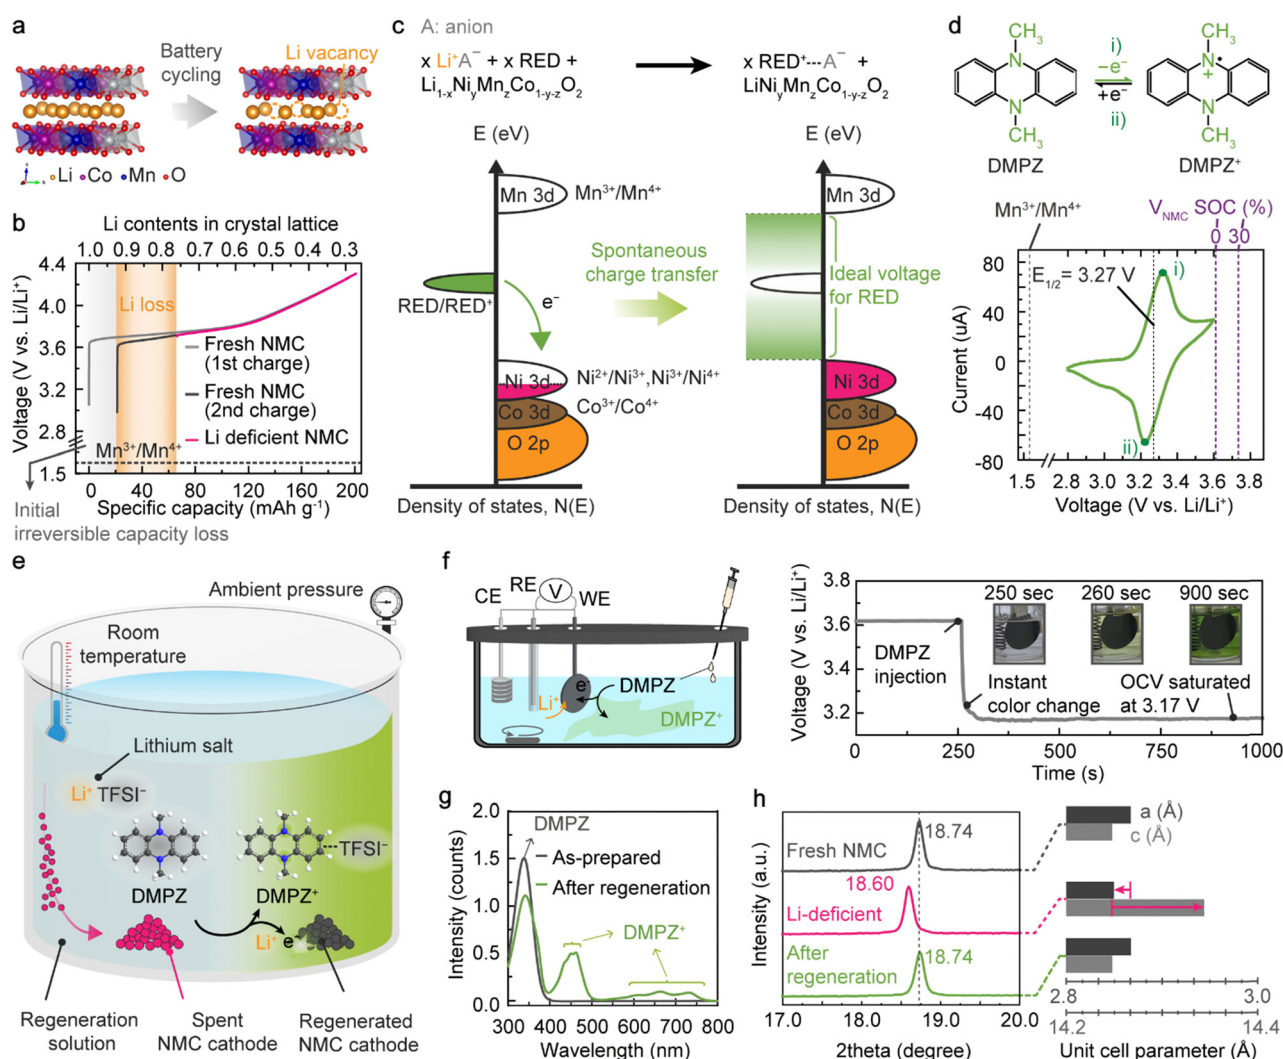 a
Battery
cycling
Li vacancy
Li Co Mn O
b
Li contents in crystal lattice
1.0 0.9 0.8 0.7 0.6 0.5 0.4 0.3
Voltage (V vs. Li/Li⁺)
4.4
4.0
3.6
3.2
2.8
1.5
Li loss
Fresh NMC
(1st charge)
Fresh NMC
(2nd charge)
Li deficient NMC
Mn³⁺/Mn⁴⁺
0 40 80 120 160 200
Specific capacity (mAh g⁻¹)
Initial
irreversible capacity loss
c
A: anion
x Li⁺A⁻ + x RED +
Li₁₋ₓNiyMnzCo₁₋y₋zO₂
x RED⁺---A⁻ +
LiNiyMnzCo₁₋y₋zO₂
E (eV)
Mn 3d
Mn³⁺/Mn⁴⁺
RED/RED⁺
e⁻
Ni 3d
Ni²⁺/Ni³⁺,Ni³⁺/Ni⁴⁺
Co 3d
Co³⁺/Co⁴⁺
O 2p
Density of states, N(E)
Spontaneous
charge transfer
E (eV)
Mn 3d
Ideal voltage
for RED
Ni 3d
Co 3d
O 2p
Density of states, N(E)
d
CH₃
N
N
CH₃
DMPZ
i)
−e⁻
+e⁻
ii)
CH₃
N
+
N
CH₃
DMPZ⁺
Mn³⁺/Mn⁴⁺
V_NMC SOC (%)
0 30
Current (uA)
80
40
0
-40
-80
E₁/₂= 3.27 V
i)
ii)
1.5 2.8 3.0 3.2 3.4 3.6 3.8
Voltage (V vs. Li/Li⁺)
e
Ambient pressure
Room
temperature
Lithium salt
Li⁺ TFSI⁻
TFSI⁻
DMPZ
DMPZ⁺
Li⁺ e⁻
Regeneration
solution
Spent
NMC cathode
Regenerated
NMC cathode
f
CE
RE
V
WE
e⁻
Li⁺
DMPZ
DMPZ⁺
Voltage (V vs. Li/Li⁺)
3.8
3.6
3.4
3.2
250 sec
260 sec
900 sec
DMPZ
injection
Instant
color change
OCV saturated
at 3.17 V
0 250 500 750 1000
Time (s)
g
Intensity (counts)
2.0
1.5
1.0
0.5
0.0
DMPZ
As-prepared
After regeneration
DMPZ⁺
300 400 500 600 700 800
Wavelength (nm)
h
Intensity (a.u.)
Fresh NMC
18.74
Li-deficient
18.60
After
regeneration
18.74
17.0 18.0 19.0 20.0
2theta (degree)
a (Å)
c (Å)
2.8 3.0
14.2 14.4
Unit cell parameter (Å)